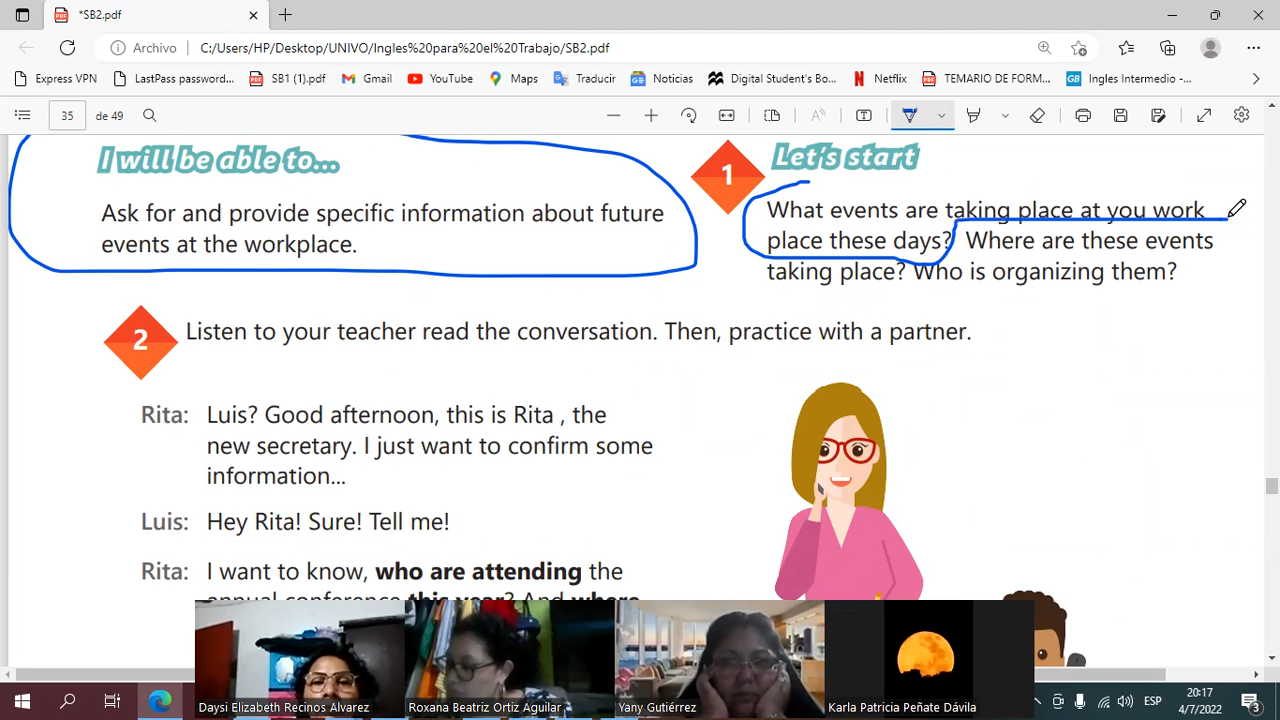 *SB2.pdf
Archivo
C:/Users/HP/Desktop/UNIVO/Ingles%20para%20el%20Trabajo/SB2.pdf
Express VPN
LastPass password...
SB1 (1).pdf
Gmail
YouTube
Maps
Traducir
Noticias
Digital Student's Bo...
Netflix
TEMARIO DE FORM...
Ingles Intermedio -...
35
de 49
I will be able to...
Ask for and provide specific information about future
events at the workplace.
1
Let's start
What events are taking place at you work
place these days? Where are these events
taking place? Who is organizing them?
2
Listen to your teacher read the conversation. Then, practice with a partner.
Rita: Luis? Good afternoon, this is Rita , the
new secretary. I just want to confirm some
information...
Luis: Hey Rita! Sure! Tell me!
Rita: I want to know, who are attending the
annual conference this year? And where
Daysi Elizabeth Recinos Alvarez
Roxana Beatriz Ortiz Aguilar
Yany Gutiérrez
Karla Patricia Peñate Dávila
ESP
20:17
4/7/2022
3